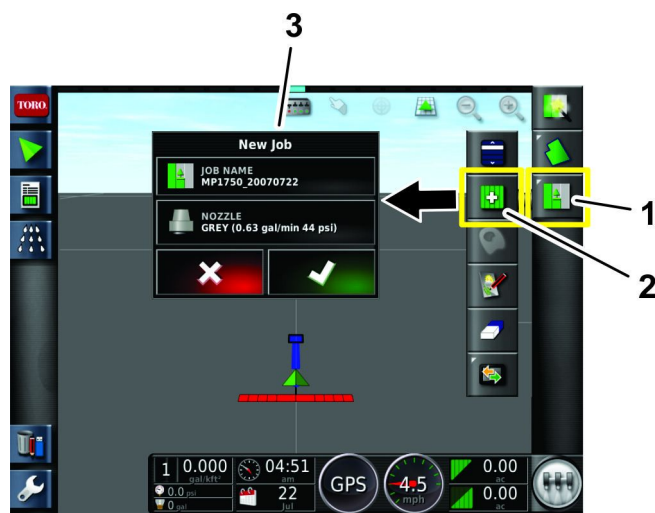 3
TORO.
New Job
JOB NAME
MP1750_20070722
NOZZLE
GREY (0.63 gal/min 44 psi)
1
2
1 0.000
gal/kft²
0.0 psi
0 gal
04:51
am
22
Jul
GPS
4.5
mph
0.00
ac
0.00
ac